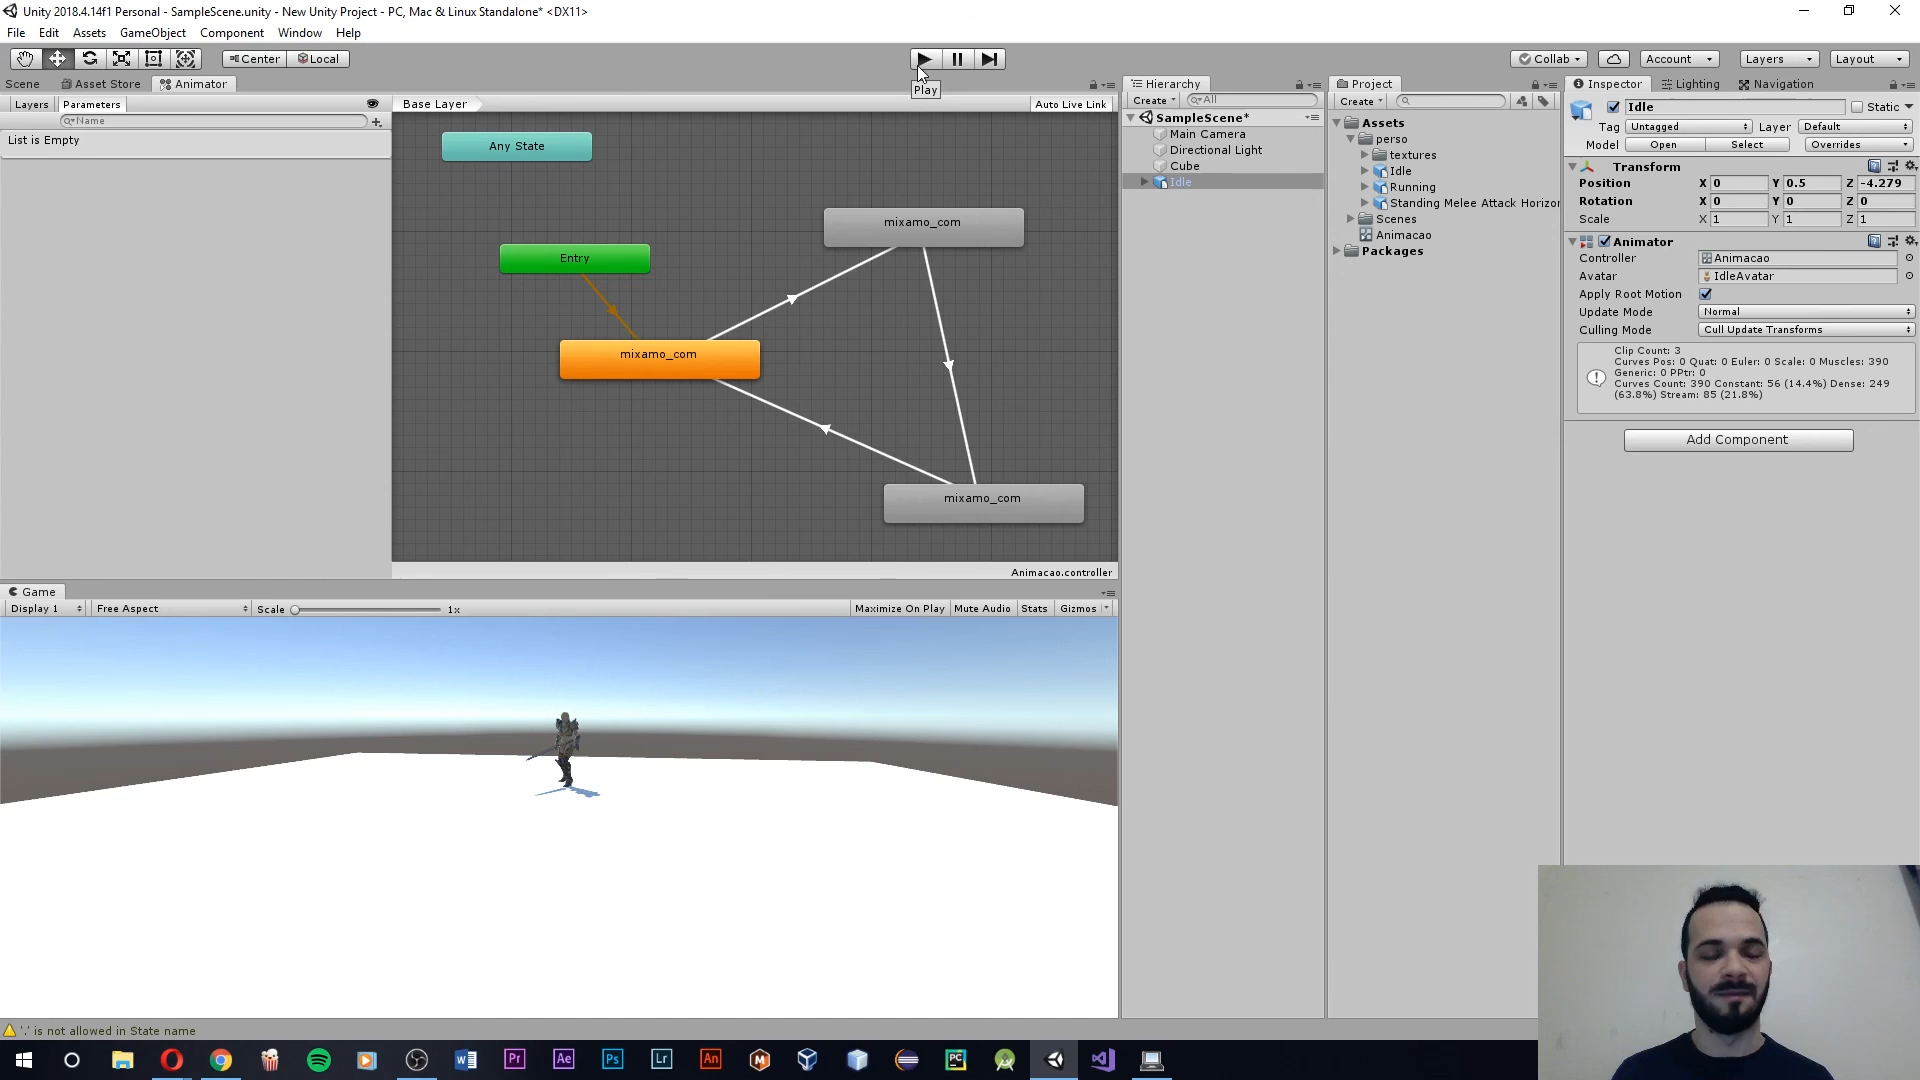 Unity 2018.4.14f1 Personal - SampleScene.unity - New Unity Project - PC, Mac & Linux Standalone* <DX11>
File Edit Assets GameObject Component Window Help
Center Local
Collab Account Layers Layout
Play
Scene Asset Store Animator
Layers Parameters
Name
List is Empty
Base Layer
Auto Live Link
Any State
mixamo_com
Entry
mixamo_com
mixamo_com
Animacao.controller
Hierarchy
Create All
SampleScene*
Main Camera
Directional Light
Cube
Idle
Project
Create
Assets
perso
textures
Idle
Running
Standing Melee Attack Horizor
Scenes
Animacao
Packages
Inspector Lighting Navigation
Idle Static
Tag Untagged Layer Default
Model Open Select Overrides
Transform
Position X 0 Y 0.5 Z -4.279
Rotation X 0 Y 0 Z 0
Scale X 1 Y 1 Z 1
Animator
Controller Animacao
Avatar IdleAvatar
Apply Root Motion
Update Mode Normal
Culling Mode Cull Update Transforms
Clip Count: 3
Curves Pos: 0 Quat: 0 Euler: 0 Scale: 0 Muscles: 390
Generic: 0 PPtr: 0
Curves Count: 390 Constant: 56 (14.4%) Dense: 249
(63.8%) Stream: 85 (21.8%)
Add Component
Game
Display 1 Free Aspect Scale 1x Maximize On Play Mute Audio Stats Gizmos
'.' is not allowed in State name
Pr Ae Ps Lr An PC